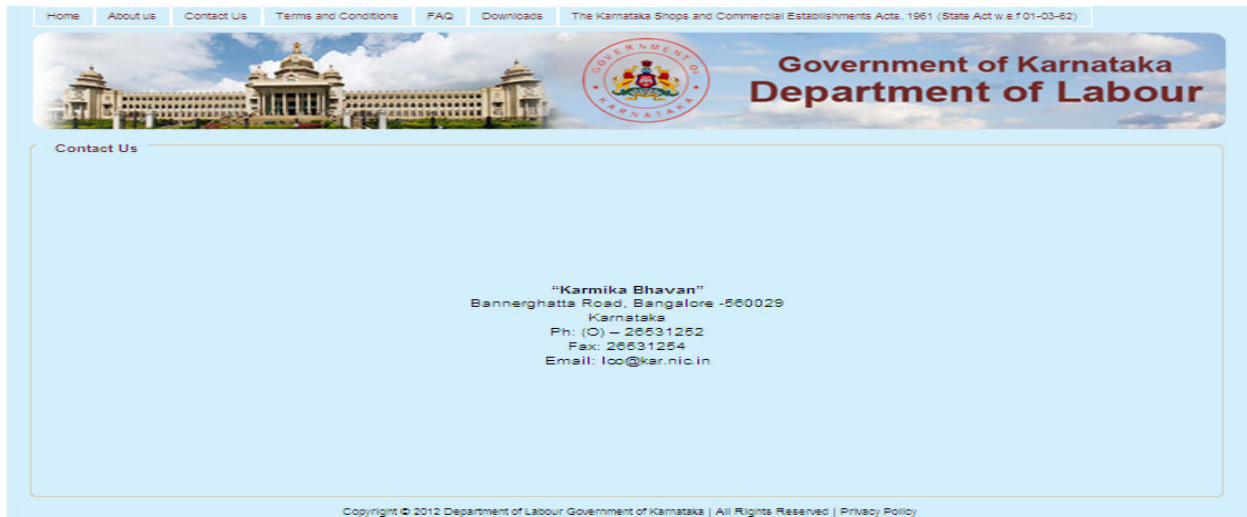 Home About us Contact Us Terms and Conditions FAQ Downloads The Karnataka Shops and Commercial Establishments Acts, 1961 (State Act w.e.f 01-03-62)
GOVERNMENT OF KARNATAKA
Government of Karnataka
Department of Labour
Contact Us
“Karmika Bhavan”
Bannerghatta Road, Bangalore -560029
Karnataka
Ph: (O) – 26531252
Fax: 26531254
Email: lco@kar.nic.in
Copyright © 2012 Department of Labour Government of Karnataka | All Rights Reserved | Privacy Policy